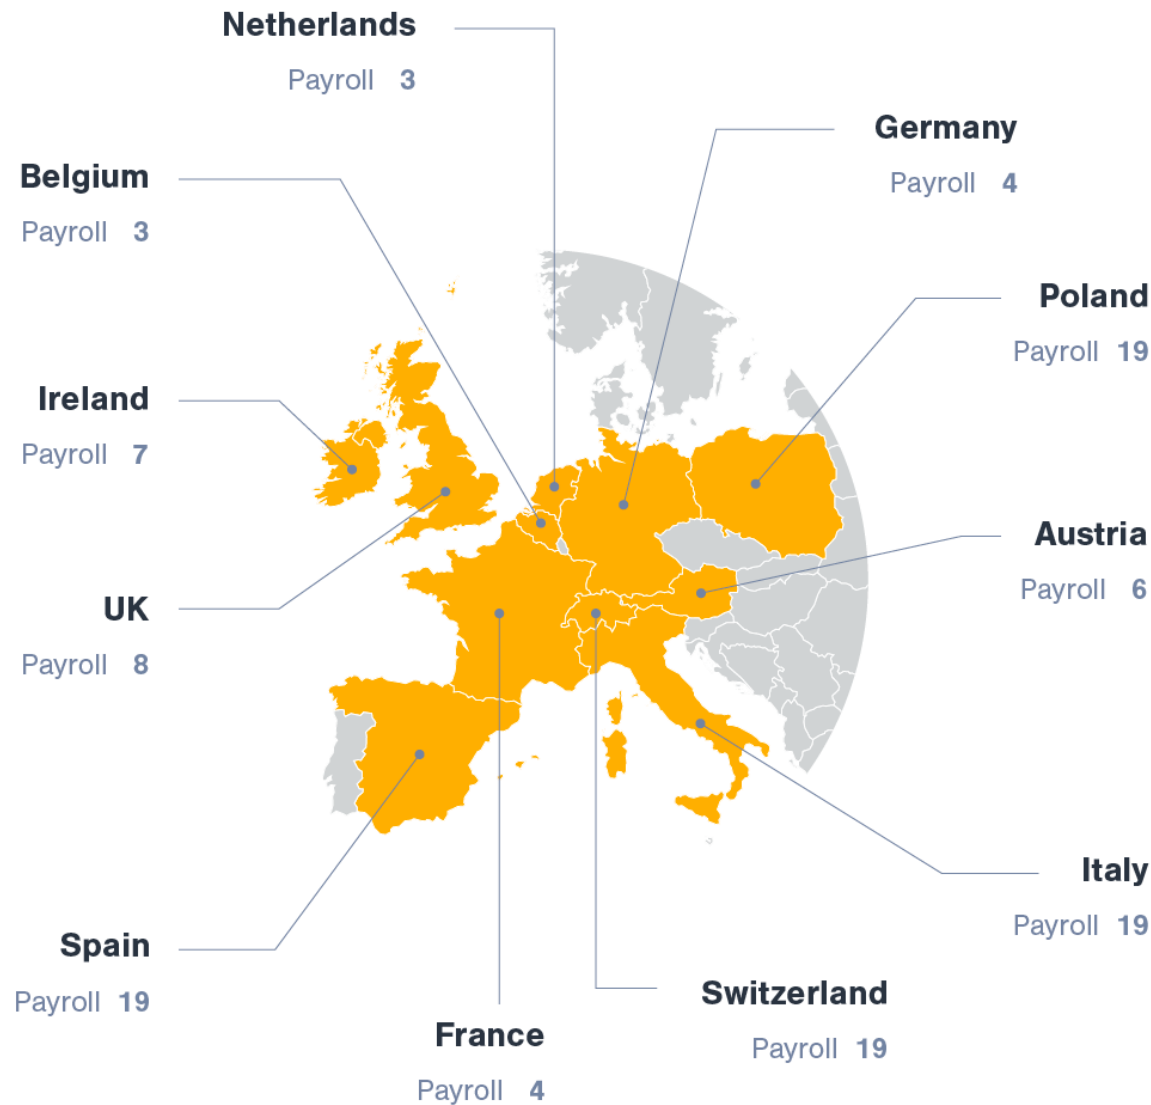 Netherlands
Payroll 3
Germany
Payroll 4
Belgium
Payroll 3
Poland
Payroll 19
Ireland
Payroll 7
Austria
Payroll 6
UK
Payroll 8
Italy
Payroll 19
Spain
Payroll 19
Switzerland
Payroll 19
France
Payroll 4